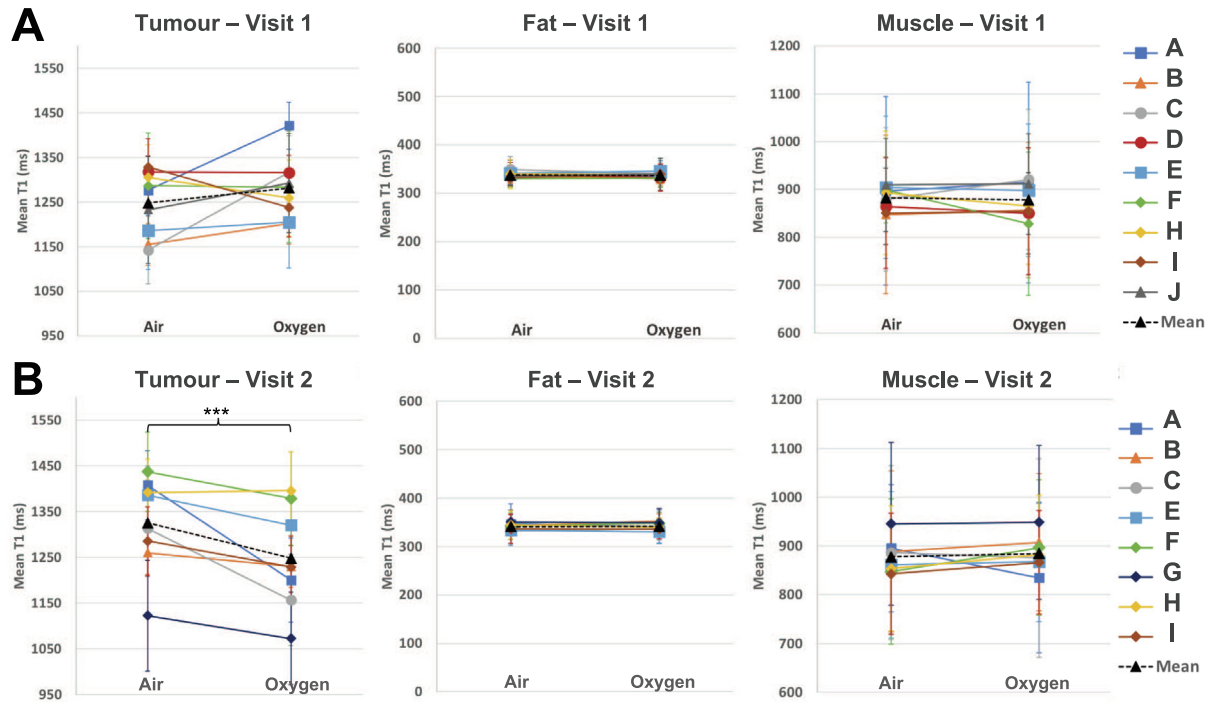 A
Tumour – Visit 1
Fat – Visit 1
Muscle – Visit 1
Mean T1 (ms)
1550
1450
1350
1250
1150
1050
950
Air
Oxygen
Mean T1 (ms)
600
500
400
300
200
100
0
Air
Oxygen
Mean T1 (ms)
1200
1100
1000
900
800
700
600
Air
Oxygen
A
B
C
D
E
F
H
I
J
Mean
B
Tumour – Visit 2
Fat – Visit 2
Muscle – Visit 2
Mean T1 (ms)
1550
1450
1350
1250
1150
1050
950
***
Air
Oxygen
Mean T1 (ms)
600
500
400
300
200
100
0
Air
Oxygen
Mean T1 (ms)
1200
1100
1000
900
800
700
600
Air
Oxygen
A
B
C
E
F
G
H
I
Mean